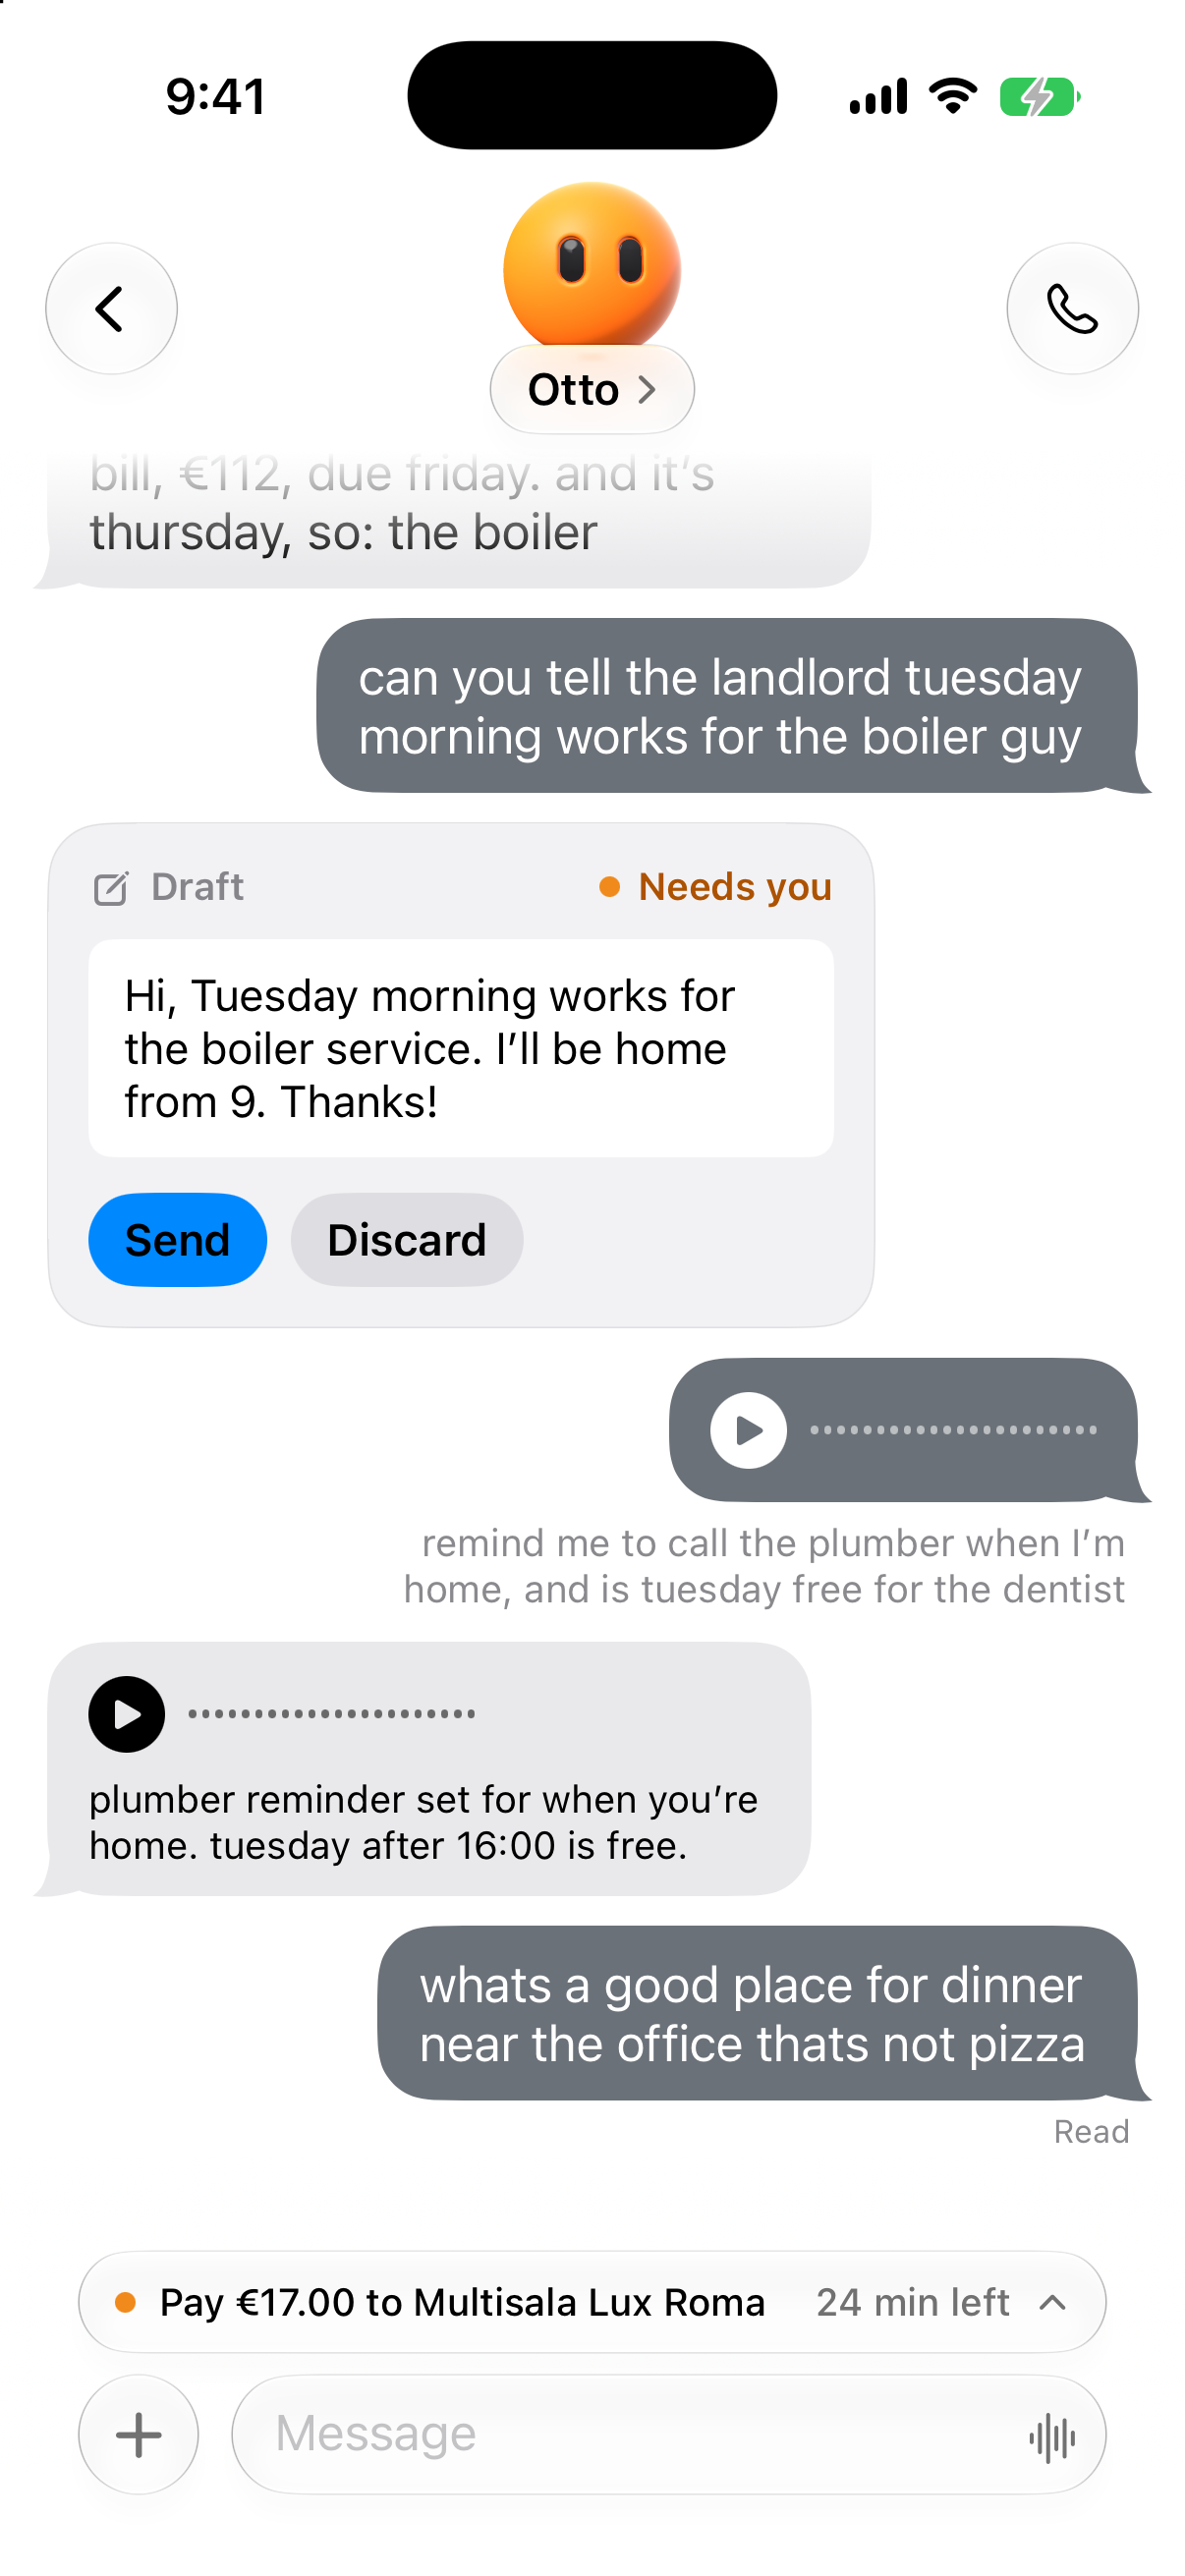 9:41
Otto
bill, €112, due friday. and it’s
thursday, so: the boiler
can you tell the landlord tuesday
morning works for the boiler guy
Draft
Needs you
Hi, Tuesday morning works for
the boiler service. I’ll be home
from 9. Thanks!
Send
Discard
remind me to call the plumber when I’m
home, and is tuesday free for the dentist
plumber reminder set for when you’re
home. tuesday after 16:00 is free.
whats a good place for dinner
near the office thats not pizza
Read
Pay €17.00 to Multisala Lux Roma
24 min left
Message